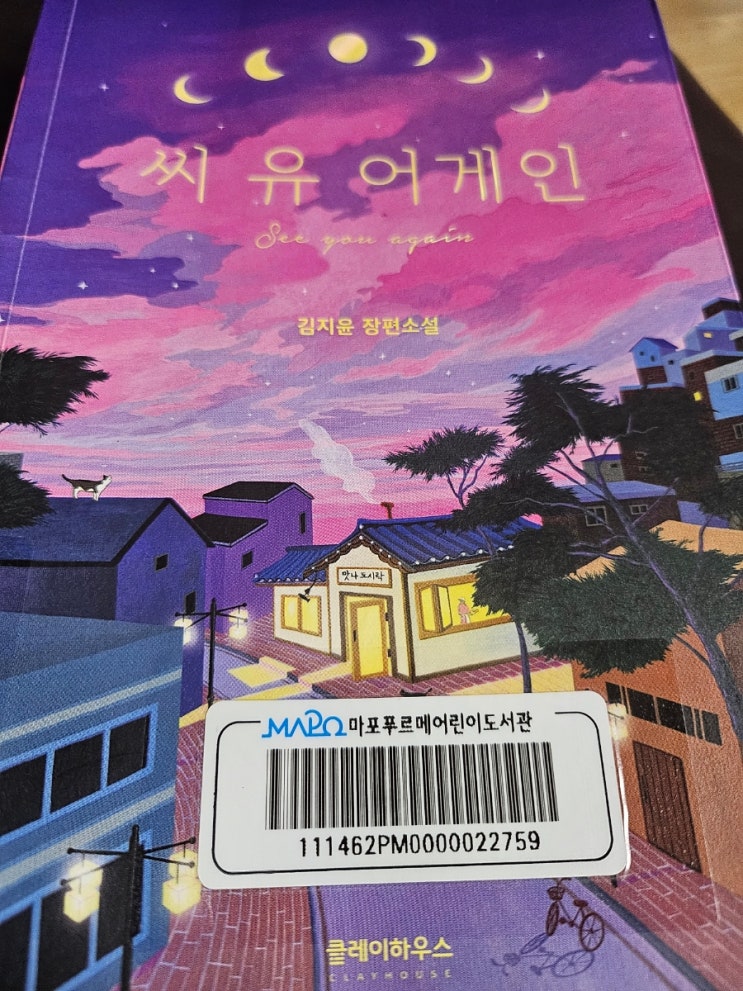 씨 유 어게인
See you again
김지윤 장편소설
맛나 도시락
MAPO 마포푸르메어린이도서관
111462PM0000022759
클레이하우스
CLAYHOUSE